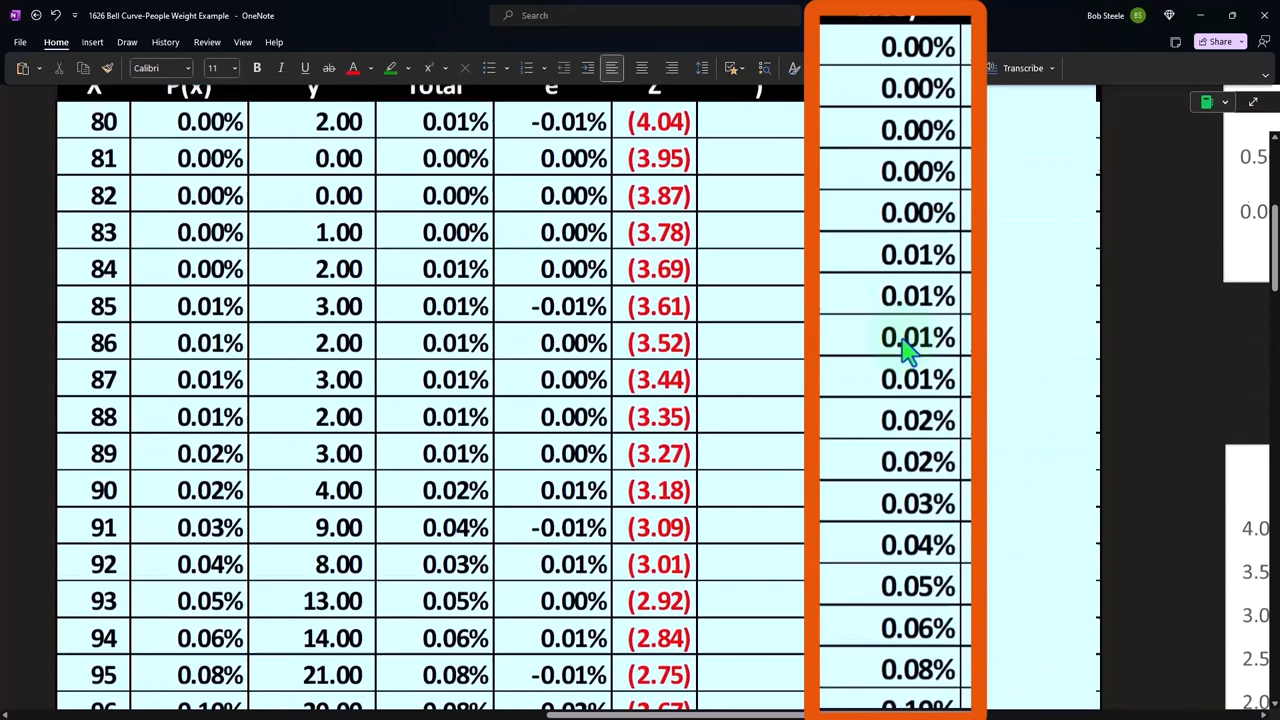 1626 Bell Curve-People Weight Example - OneNote
Search
Bob Steele BS
File Home Insert Draw History Review View Help
Share
Calibri 11 B I U ab A x Transcribe
X P(x) y Total e Z )
80 0.00% 2.00 0.01% -0.01% (4.04)
81 0.00% 0.00 0.00% 0.00% (3.95)
82 0.00% 0.00 0.00% 0.00% (3.87)
83 0.00% 1.00 0.00% 0.00% (3.78)
84 0.00% 2.00 0.01% 0.00% (3.69)
85 0.01% 3.00 0.01% -0.01% (3.61)
86 0.01% 2.00 0.01% 0.00% (3.52)
87 0.01% 3.00 0.01% 0.00% (3.44)
88 0.01% 2.00 0.01% 0.00% (3.35)
89 0.02% 3.00 0.01% 0.00% (3.27)
90 0.02% 4.00 0.02% 0.01% (3.18)
91 0.03% 9.00 0.04% -0.01% (3.09)
92 0.04% 8.00 0.03% 0.01% (3.01)
93 0.05% 13.00 0.05% 0.00% (2.92)
94 0.06% 14.00 0.06% 0.01% (2.84)
95 0.08% 21.00 0.08% -0.01% (2.75)
0.00%
0.00%
0.00%
0.00%
0.00%
0.01%
0.01%
0.01%
0.01%
0.02%
0.02%
0.03%
0.04%
0.05%
0.06%
0.08%
0.10%
0.5
0.0
4.0
3.5
3.0
2.5
2.0